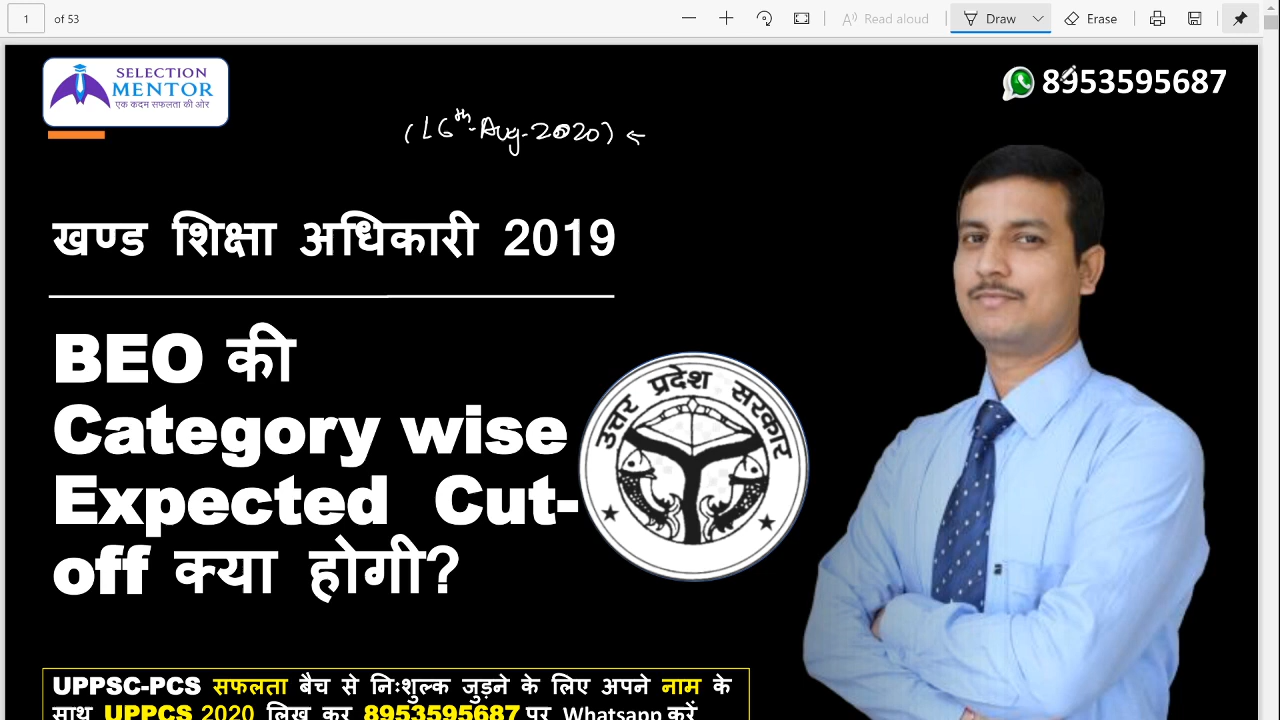 1 of 53 Read aloud Draw Erase
SELECTION
MENTOR
एक कदम सफलता की ओर
8953595687
(16th-Aug-2020) ←
खण्ड शिक्षा अधिकारी 2019
BEO की
Category wise
Expected Cut-
off क्या होगी?
उत्तर प्रदेश सरकार
UPPSC-PCS सफलता बैच से निःशुल्क जुड़ने के लिए अपने नाम के
साथ UPPCS 2020 लिख कर 8953595687 पर Whatsapp करें